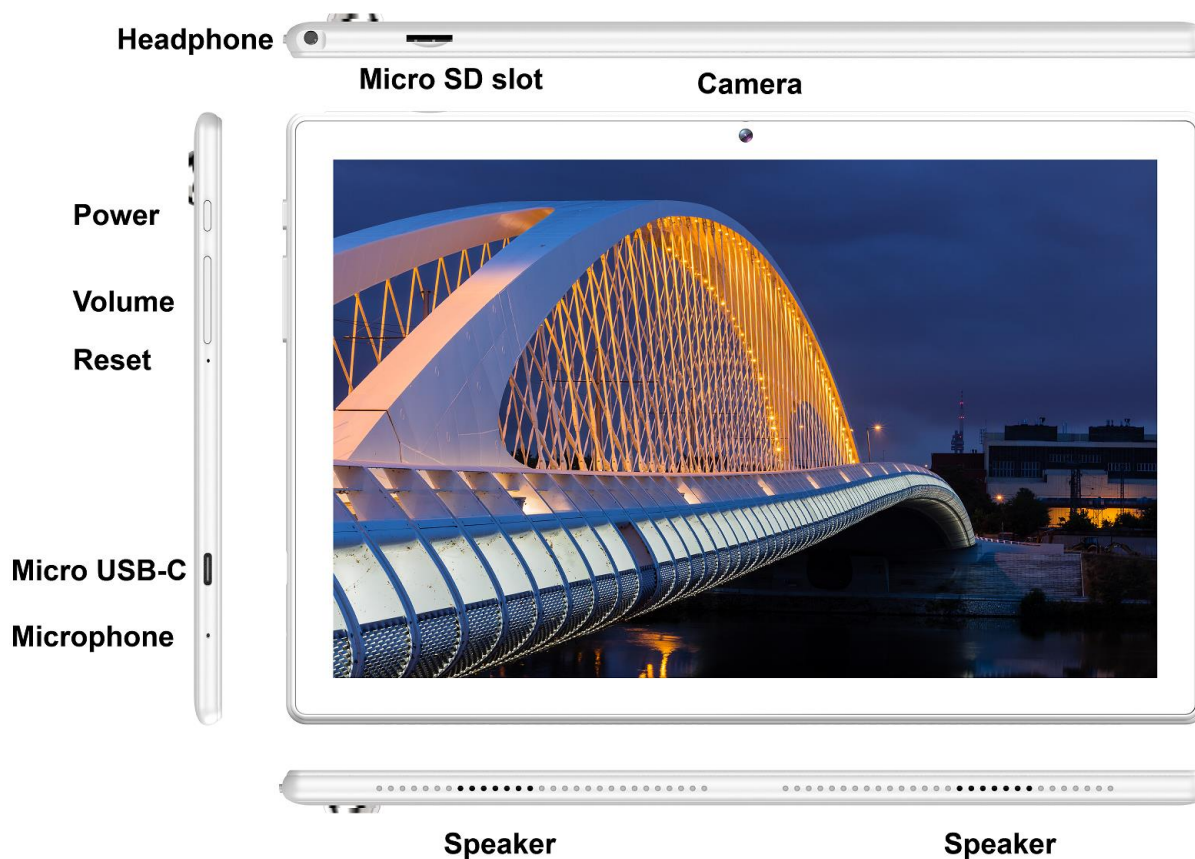 Headphone
Micro SD slot
Camera
Power
Volume
Reset
Micro USB-C
Microphone
Speaker
Speaker